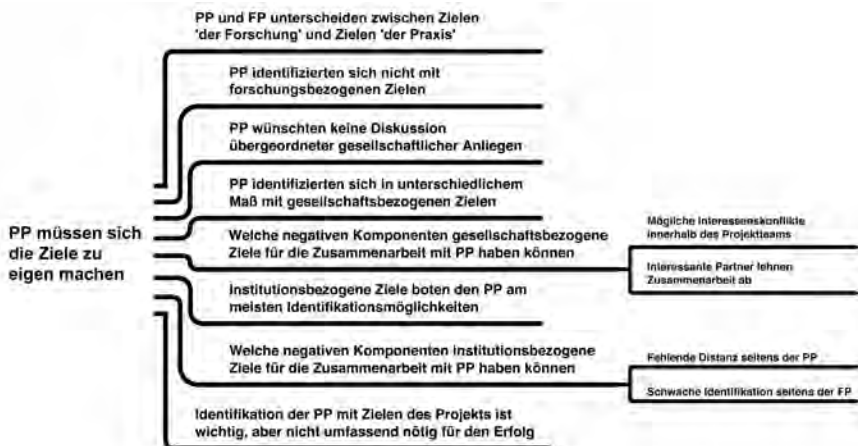 PP und FP unterscheiden zwischen Zielen
'der Forschung' und Zielen 'der Praxis'
PP identifizierten sich nicht mit
forschungsbezogenen Zielen
PP wünschten keine Diskussion
übergeordneter gesellschaftlicher Anliegen
PP identifizierten sich in unterschiedlichem
Maß mit gesellschaftsbezogenen Zielen
PP müssen sich
die Ziele zu
eigen machen
Welche negativen Komponenten gesellschaftsbezogene
Ziele für die Zusammenarbeit mit PP haben können
Mögliche Interessenskonflikte
innerhalb des Projektteams
Interessante Partner lehnen
Zusammenarbeit ab
Institutionsbezogene Ziele boten den PP am
meisten Identifikationsmöglichkeiten
Welche negativen Komponenten institutionsbezogene
Ziele für die Zusammenarbeit mit PP haben können
Fehlende Distanz seitens der PP
Schwache Identifikation seitens der FP
Identifikation der PP mit Zielen des Projekts ist
wichtig, aber nicht umfassend nötig für den Erfolg